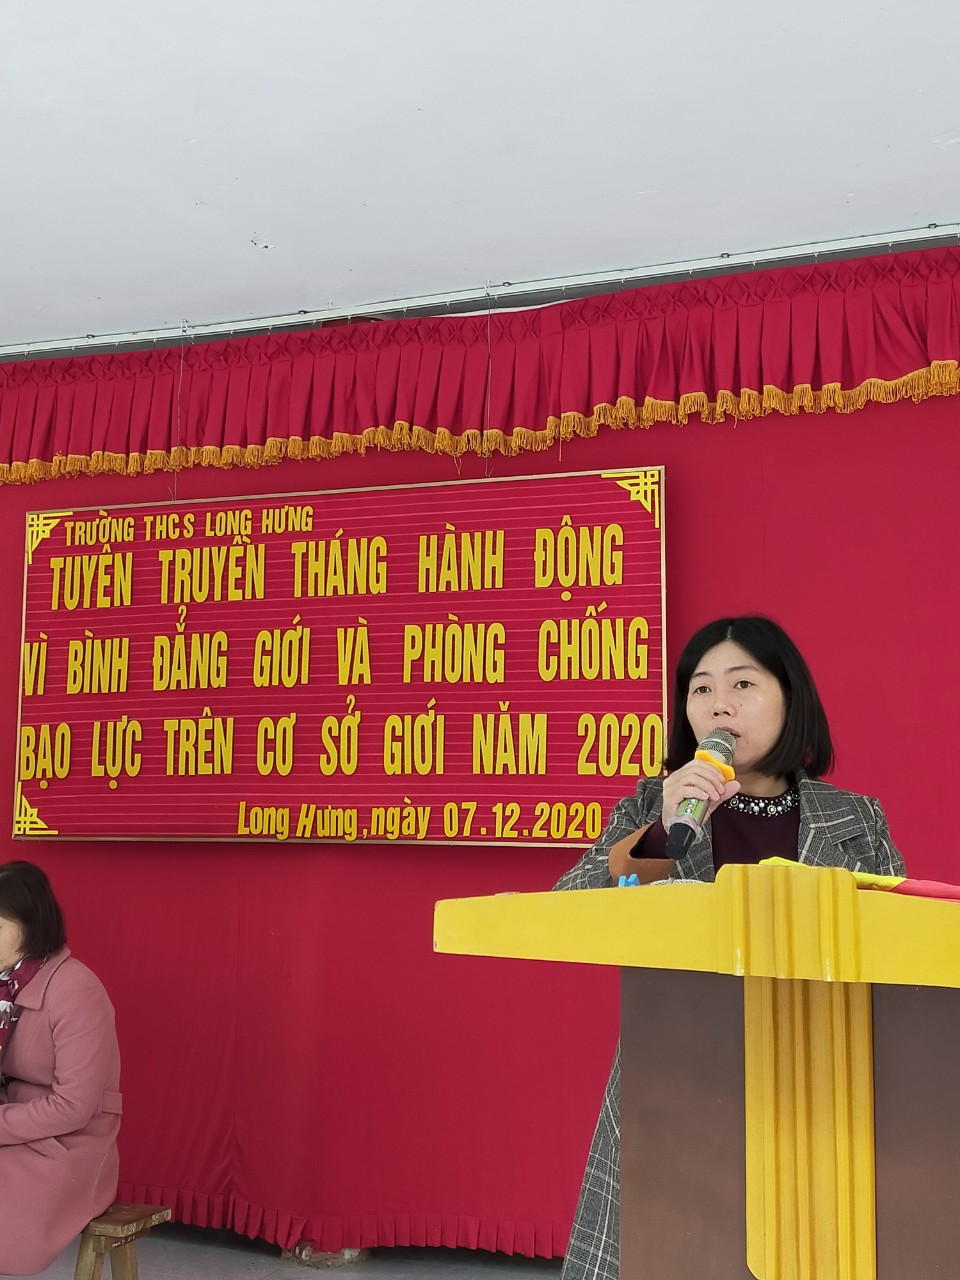 TRƯỜNG THCS LONG HƯNG
TUYÊN TRUYỀN THÁNG HÀNH ĐỘNG
VÌ BÌNH ĐẲNG GIỚI VÀ PHÒNG CHỐNG
BẠO LỰC TRÊN CƠ SỞ GIỚI NĂM 2020.
Long Hưng, ngày 07.12.2020